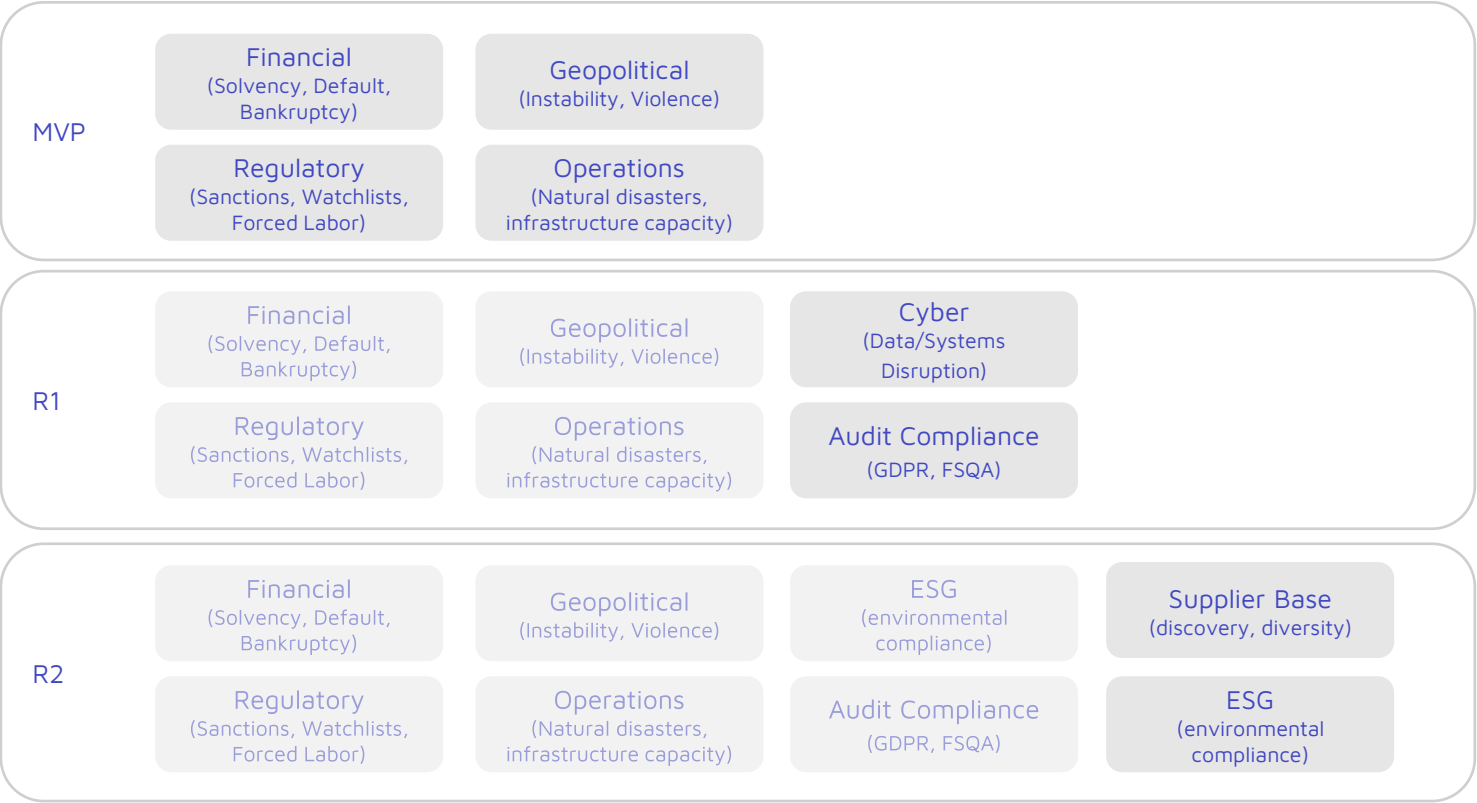 MVP
Financial
(Solvency, Default,
Bankruptcy)
Geopolitical
(Instability, Violence)
Regulatory
(Sanctions, Watchlists,
Forced Labor)
Operations
(Natural disasters,
infrastructure capacity)
R1
Financial
(Solvency, Default,
Bankruptcy)
Geopolitical
(Instability, Violence)
Cyber
(Data/Systems
Disruption)
Regulatory
(Sanctions, Watchlists,
Forced Labor)
Operations
(Natural disasters,
infrastructure capacity)
Audit Compliance
(GDPR, FSQA)
R2
Financial
(Solvency, Default,
Bankruptcy)
Geopolitical
(Instability, Violence)
ESG
(environmental
compliance)
Supplier Base
(discovery, diversity)
Regulatory
(Sanctions, Watchlists,
Forced Labor)
Operations
(Natural disasters,
infrastructure capacity)
Audit Compliance
(GDPR, FSQA)
ESG
(environmental
compliance)